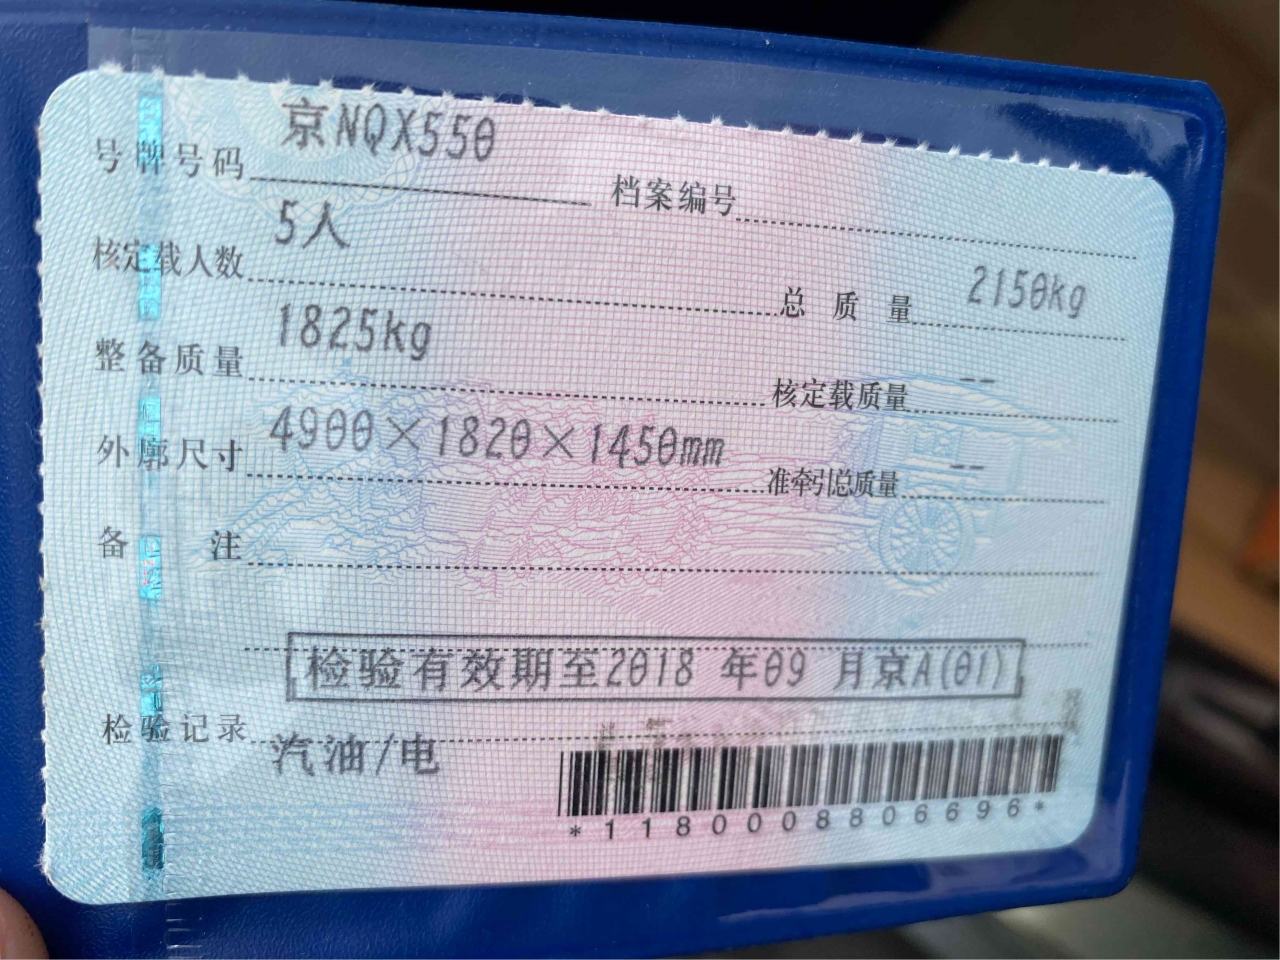 号牌号码 京NQX550 档案编号
核定载人数 5人 总质量 2150kg
整备质量 1825kg 核定载质量 --
外廓尺寸 4900×1820×1450mm 准牵引总质量 --
备注
检验有效期至2018 年09 月京A(01)
检验记录
汽油/电
*1180008806696*